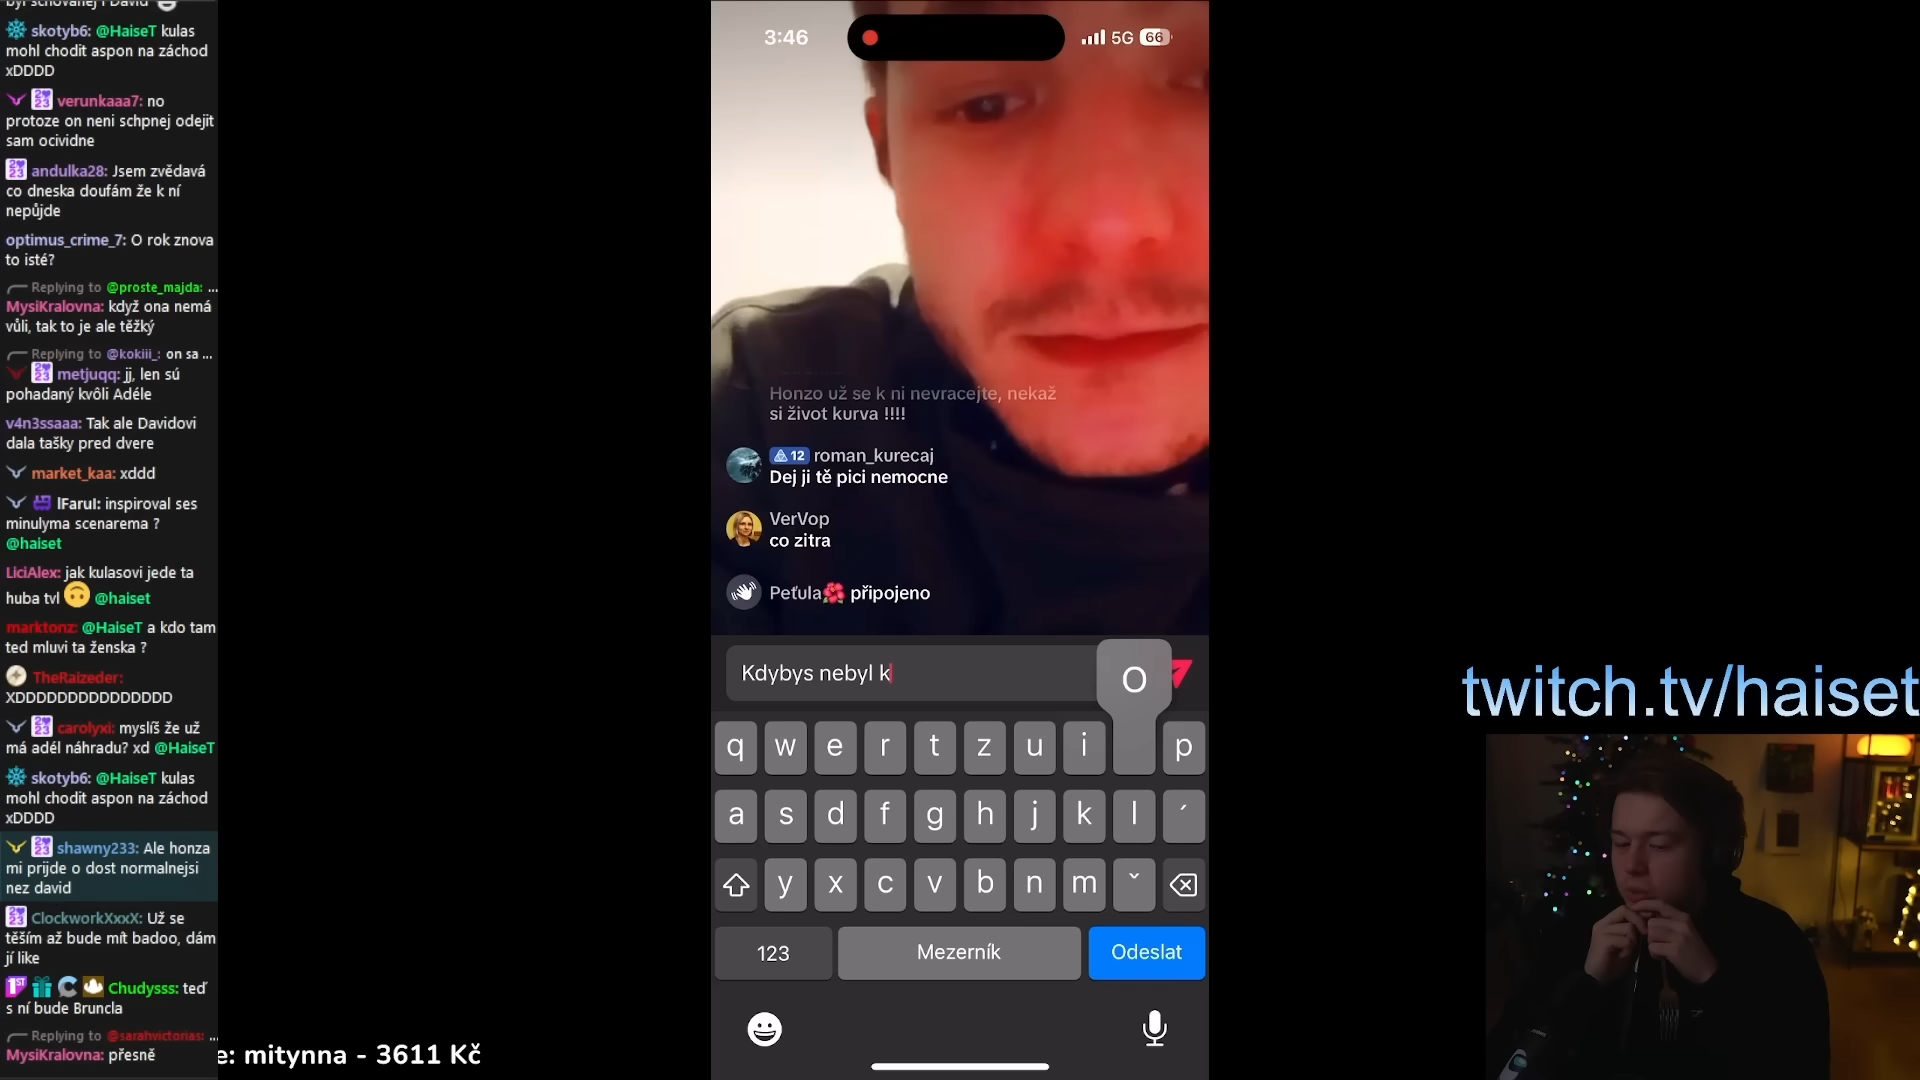 byl schovanej i David
skotyb6: @HaiseT kulas
mohl chodit aspon na záchod
xDDDD
verunkaaa7: no
protoze on neni schpnej odejit
sam ocividne
andulka28: Jsem zvědavá
co dneska doufám že k ní
nepůjde
optimus_crime_7: O rok znova
to isté?
Replying to @proste_majda: ...
MysiKralovna: když ona nemá
vůli, tak to je ale těžký
Replying to @kokiii_: on sa ...
metjuqq: jj, len sú
pohadaný kvôli Adéle
v4n3ssaaa: Tak ale Davidovi
dala tašky pred dvere
market_kaa: xddd
lFarul: inspiroval ses
minulyma scenarema ?
@haiset
LiciAlex: jak kulasovi jede ta
huba tvl @haiset
marktonz: @HaiseT a kdo tam
ted mluvi ta ženska ?
TheRaizeder:
XDDDDDDDDDDDDDDD
carolyxi: myslíš že už
má adél náhradu? xd @HaiseT
skotyb6: @HaiseT kulas
mohl chodit aspon na záchod
xDDDD
shawny233: Ale honza
mi prijde o dost normalnejsi
nez david
ClockworkXxxX: Už se
těším až bude mít badoo, dám
jí like
1ST Chudysss: teď
s ní bude Bruncla
Replying to @sarahvictorias: ...
MysiKralovna: přesně
e: mitynna - 3611 Kč
3:46
5G 66
Honzo už se k ni nevracejte, nekaž
si život kurva !!!!
12 roman_kurecaj
Dej ji tě pici nemocne
VerVop
co zitra
Peťula připojeno
Kdybys nebyl k
O
q w e r t z u i p
a s d f g h j k l ´
y x c v b n m ˇ
123 Mezerník Odeslat
twitch.tv/haiset